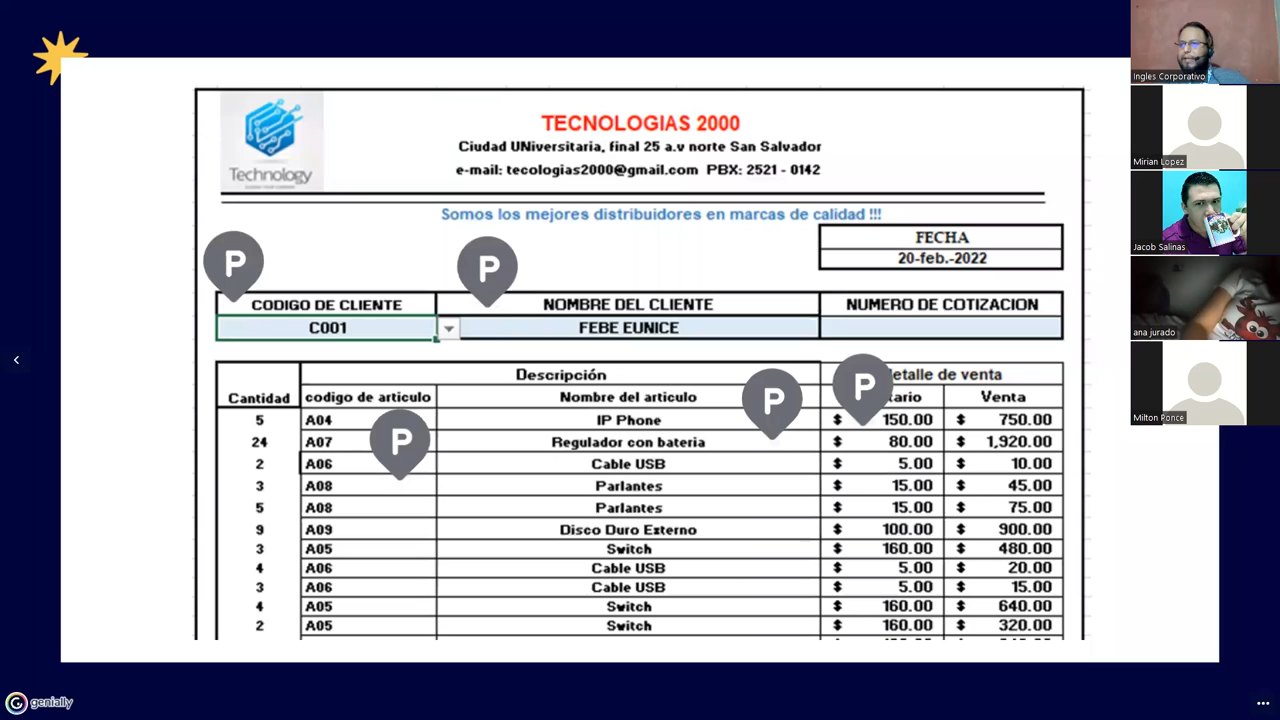 TECNOLOGIAS 2000
Ciudad UNiversitaria, final 25 a.v norte San Salvador
e-mail: tecologias2000@gmail.com PBX: 2521 - 0142
Technology
Somos los mejores distribuidores en marcas de calidad !!!
FECHA
20-feb.-2022
P P
CODIGO DE CLIENTE NOMBRE DEL CLIENTE NUMERO DE COTIZACION
C001 FEBE EUNICE
Descripción etalle de venta
P P
Cantidad codigo de articulo Nombre del articulo tario Venta
5 A04 IP Phone $ 150.00 $ 750.00
P
24 A07 Regulador con bateria $ 80.00 $ 1,920.00
2 A06 Cable USB $ 5.00 $ 10.00
3 A08 Parlantes $ 15.00 $ 45.00
5 A08 Parlantes $ 15.00 $ 75.00
9 A09 Disco Duro Externo $ 100.00 $ 900.00
3 A05 Switch $ 160.00 $ 480.00
4 A06 Cable USB $ 5.00 $ 20.00
3 A06 Cable USB $ 5.00 $ 15.00
4 A05 Switch $ 160.00 $ 640.00
2 A05 Switch $ 160.00 $ 320.00
Ingles Corporativo
Mirian Lopez
Jacob Salinas
ana jurado
Milton Ponce
genially